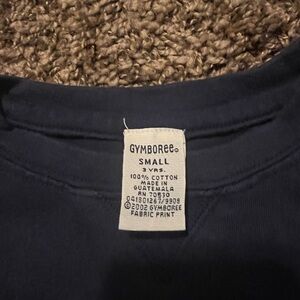 GYMBOREE®
SMALL
3 YRS.
100% COTTON
MADE IN
GUATEMALA
RN 70530
©2002 GYMBOREE
FABRIC PRINT